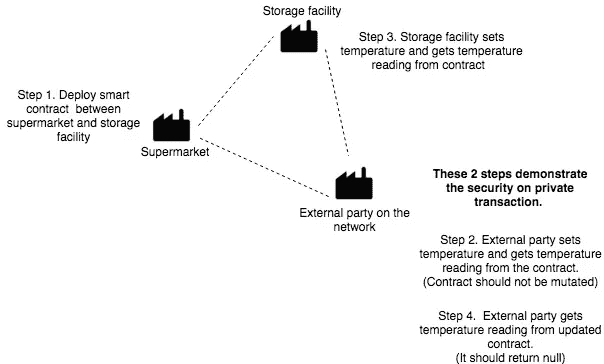 Storage facility
Step 3. Storage facility sets
temperature and gets temperature
reading from contract
Step 1. Deploy smart
contract between
supermarket and storage
facility
Supermarket
External party on the
network
These 2 steps demonstrate
the security on private
transaction.
Step 2. External party sets
temperature and gets temperature
reading from the contract.
(Contract should not be mutated)
Step 4. External party gets
temperature reading from updated
contract.
(It should return null)